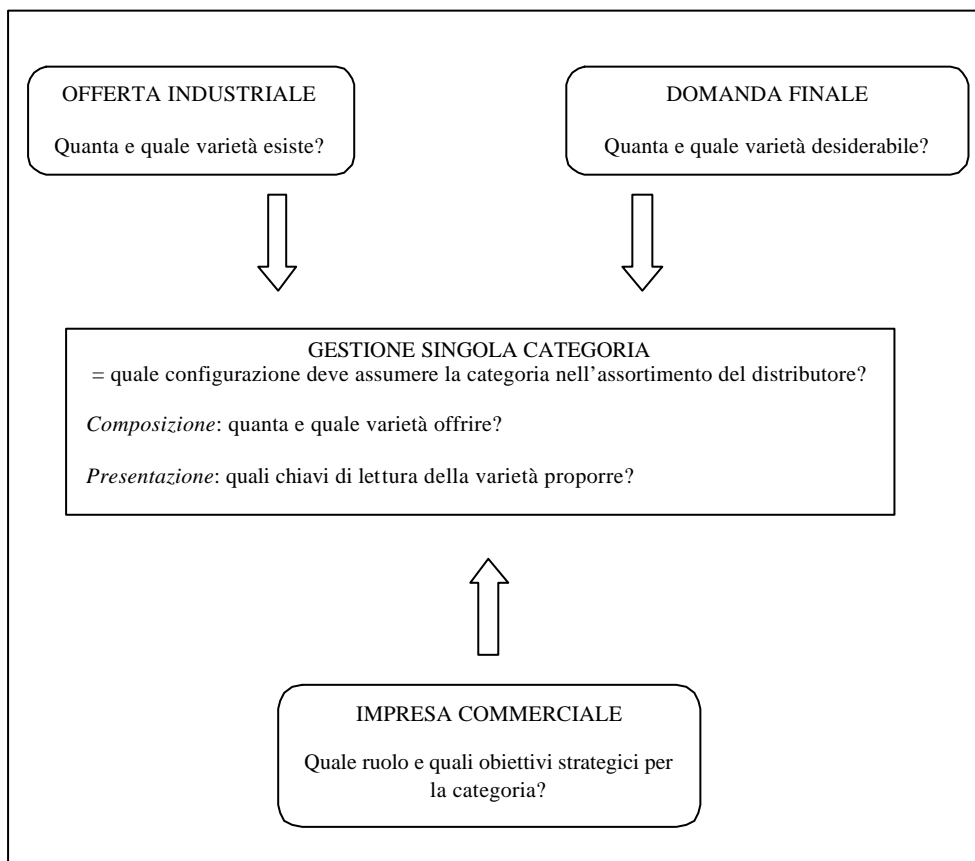 OFFERTA INDUSTRIALE
Quanta e quale varietà esiste?
DOMANDA FINALE
Quanta e quale varietà desiderabile?
GESTIONE SINGOLA CATEGORIA
= quale configurazione deve assumere la categoria nell’assortimento del distributore?
Composizione: quanta e quale varietà offrire?
Presentazione: quali chiavi di lettura della varietà proporre?
IMPRESA COMMERCIALE
Quale ruolo e quali obiettivi strategici per
la categoria?